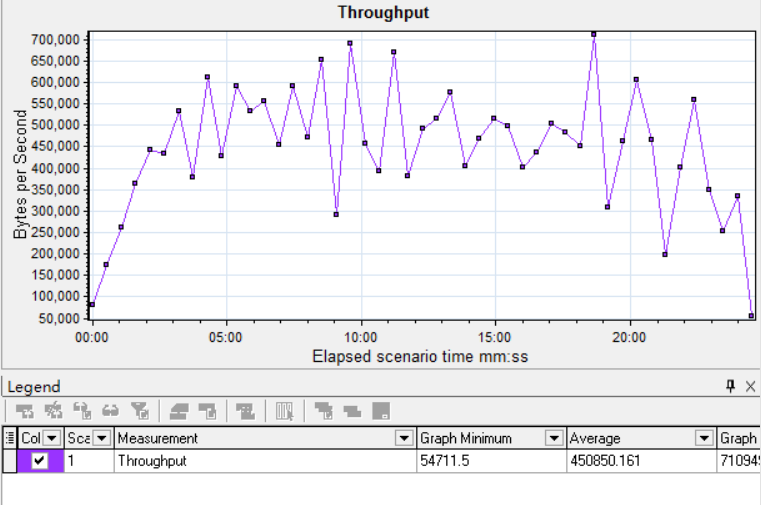 Throughput
Bytes per Second
700,000
650,000
600,000
550,000
500,000
450,000
400,000
350,000
300,000
250,000
200,000
150,000
100,000
50,000
00:00 05:00 10:00 15:00 20:00
Elapsed scenario time mm:ss
Legend
Col Sca Measurement Graph Minimum Average Graph
1 Throughput 54711.5 450850.161 71094